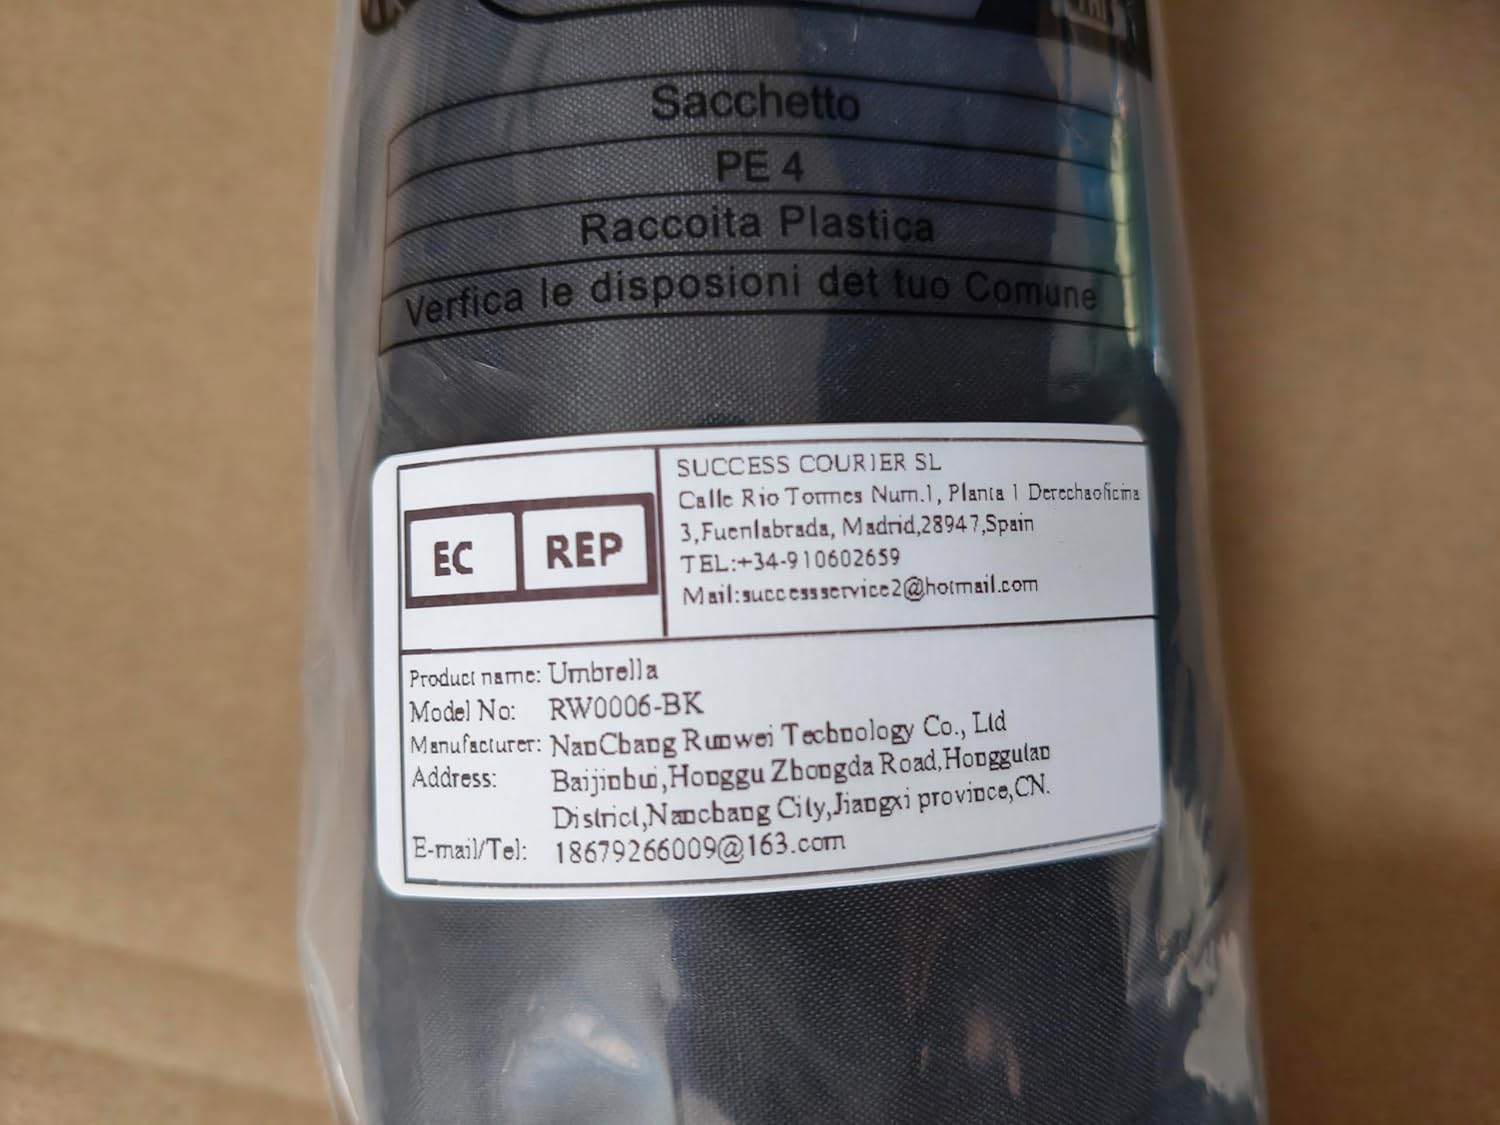 Sacchetto
PE 4
Raccoita Plastica
Verfica le disposioni det tuo Comune
EC REP
SUCCESS COURIER SL
Calle Rio Tormes Num.1, Planta 1 Derechaoficina
3,Fuenlabrada, Madrid,28947,Spain
TEL:+34-910602659
Mail:successservice2@hotmail.com
Product name: Umbrella
Model No: RW0006-BK
Manufacturer: NanChang Runwei Technology Co., Ltd
Address: Baijinhui,Honggu Zhongda Road,Honggutan
District,Nanchang City,Jiangxi province,CN.
E-mail/Tel: 18679266009@163.com